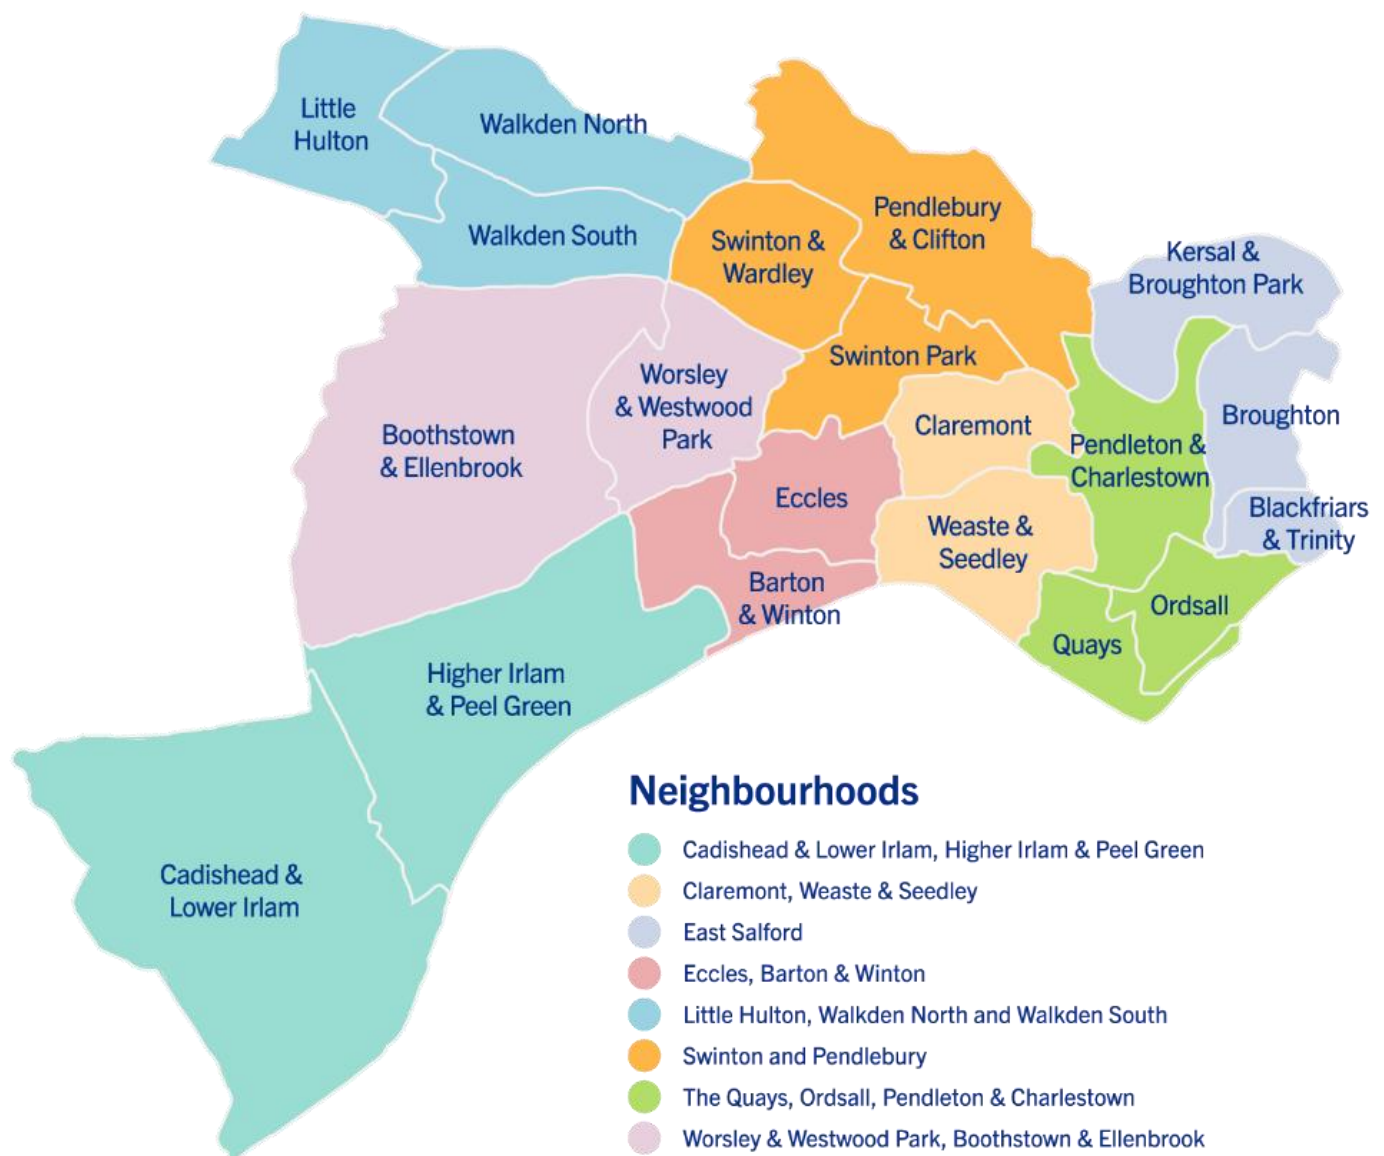 Little
Hulton
Walkden North
Walkden South
Swinton &
Wardley
Pendlebury
& Clifton
Kersal &
Broughton Park
Swinton Park
Worsley
& Westwood
Park
Boothstown
& Ellenbrook
Claremont
Broughton
Pendleton &
Charlestown
Eccles
Weaste &
Seedley
Blackfriars
& Trinity
Barton
& Winton
Ordsall
Quays
Higher Irlam
& Peel Green
Cadishead &
Lower Irlam
Neighbourhoods
Cadishead & Lower Irlam, Higher Irlam & Peel Green
Claremont, Weaste & Seedley
East Salford
Eccles, Barton & Winton
Little Hulton, Walkden North and Walkden South
Swinton and Pendlebury
The Quays, Ordsall, Pendleton & Charlestown
Worsley & Westwood Park, Boothstown & Ellenbrook